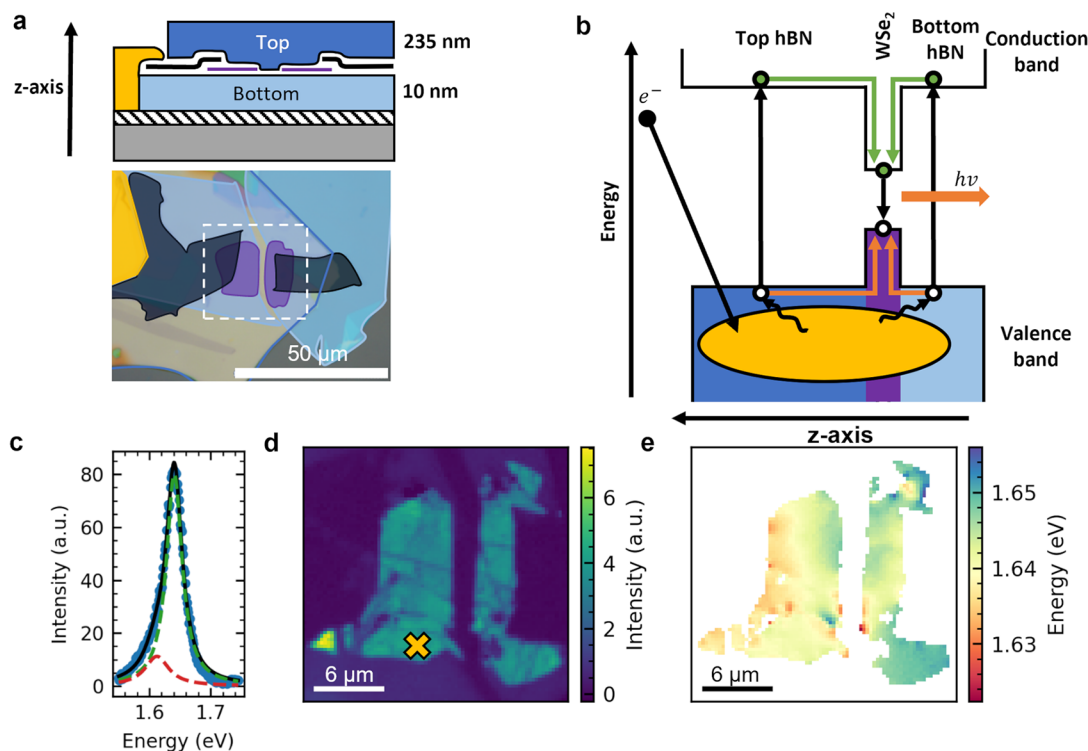 a
z-axis
Top
235 nm
Bottom
10 nm
50 μm
b
Energy
Top hBN
WSe₂
Bottom
hBN
Conduction
band
e⁻
hν
Valence
band
z-axis
c
Intensity (a.u.)
80
60
40
20
0
1.6
1.7
Energy (eV)
d
6 μm
6
4
2
0
Intensity (a.u.)
e
6 μm
1.65
1.64
1.63
Energy (eV)